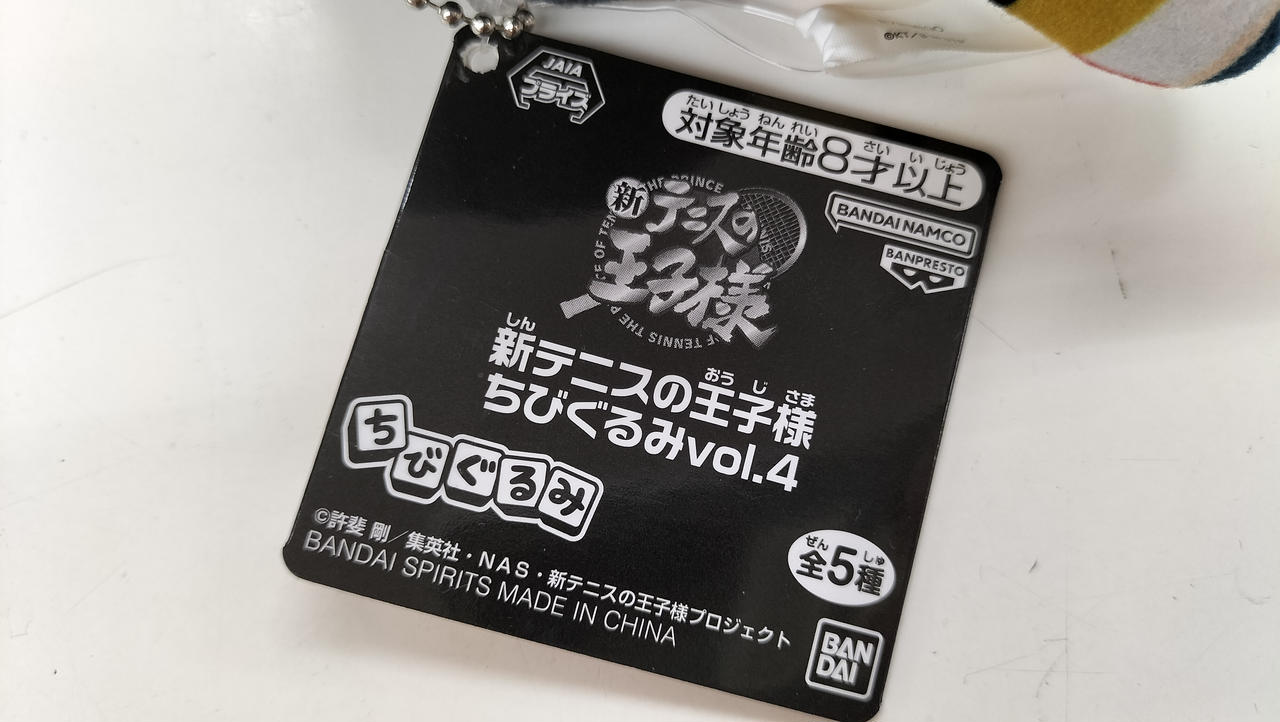 JAIA
プライズ
たいしょうねんれい さい いじょう
対象年齢8才以上
BANDAI NAMCO
BANPRESTO
THE PRINCE OF TENNIS
新テニスの
王子様
しん
新テニスの王子様
おうじさま
ちびぐるみvol.4
ちびぐるみ
ぜん しゅ
全5種
©許斐 剛/集英社・NAS・新テニスの王子様プロジェクト
BANDAI SPIRITS MADE IN CHINA
BAN
DAI